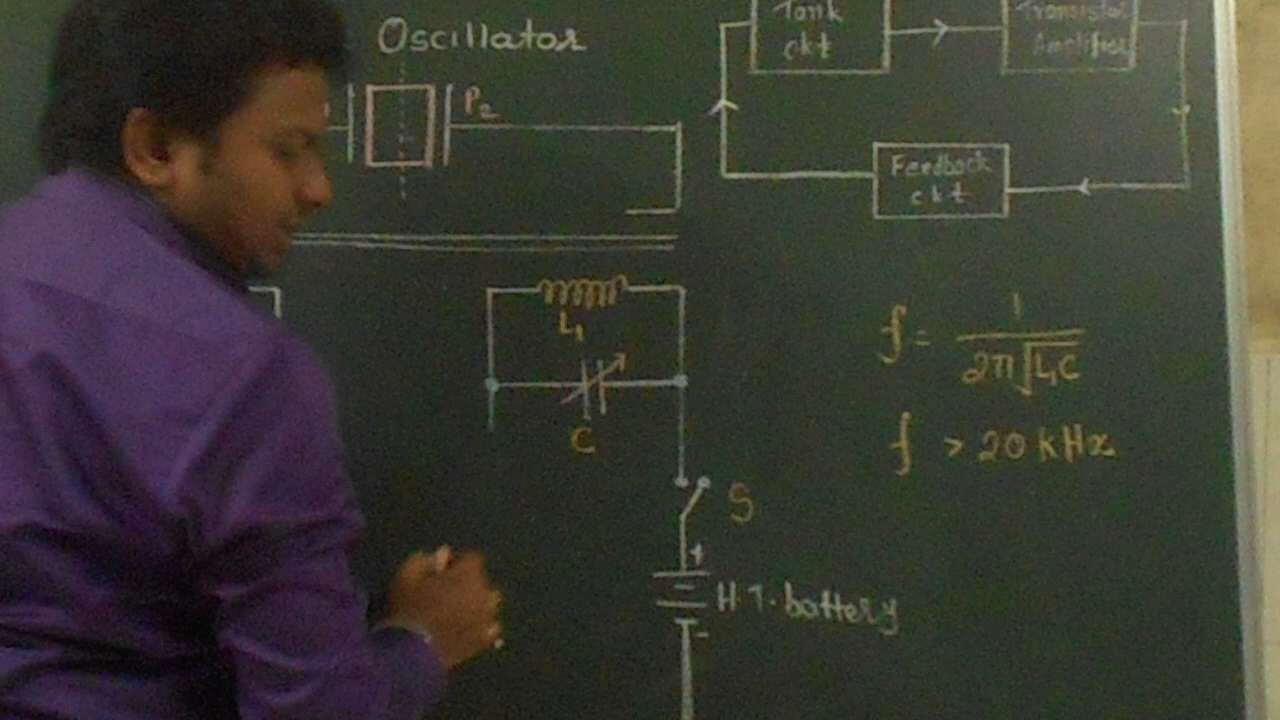 Oscillator
P2
Tank
ckt
Transistor
Amplifier
Feedback
ckt
L1
C
f = 1 / 2π√L1C
f > 20 kHz
S
+
H.T. battery
-